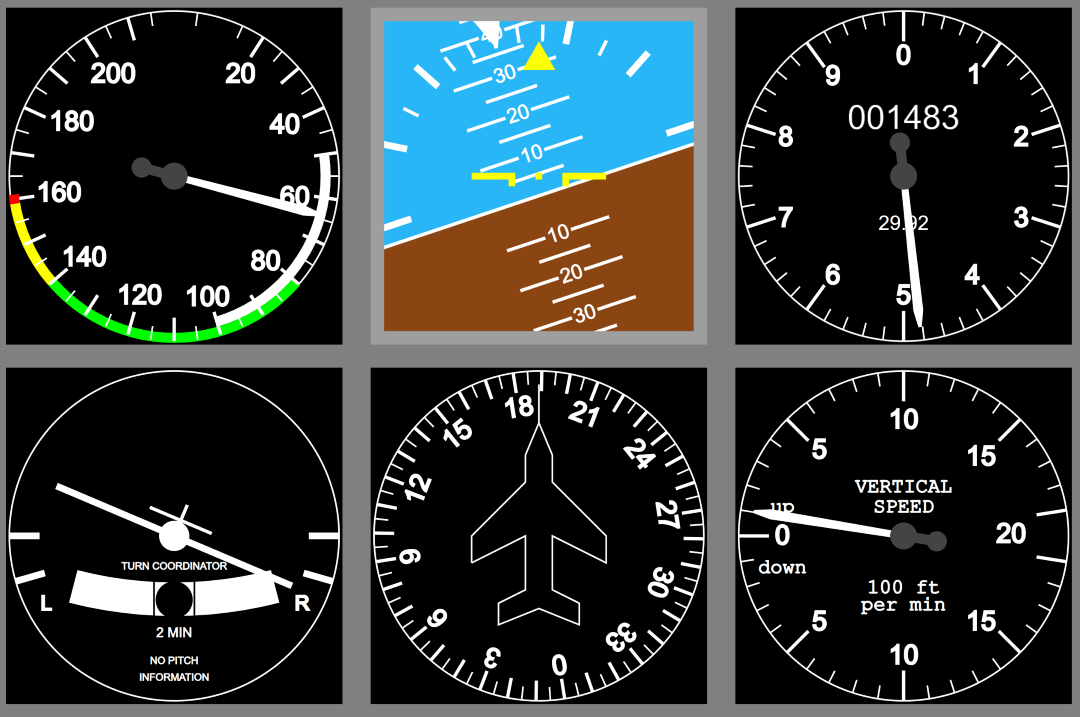 200 20
180 40
160 60
140 80
120 100
40
30
20
10
10
20
30
0
9 1
001483
8 2
29.92
7 3
6 4
5
TURN COORDINATOR
L R
2 MIN
NO PITCH
INFORMATION
18 21
15 24
12 27
9 30
6 33
3 0
10
5 15
VERTICAL
SPEED
up
0 20
down
100 ft
per min
5 15
10